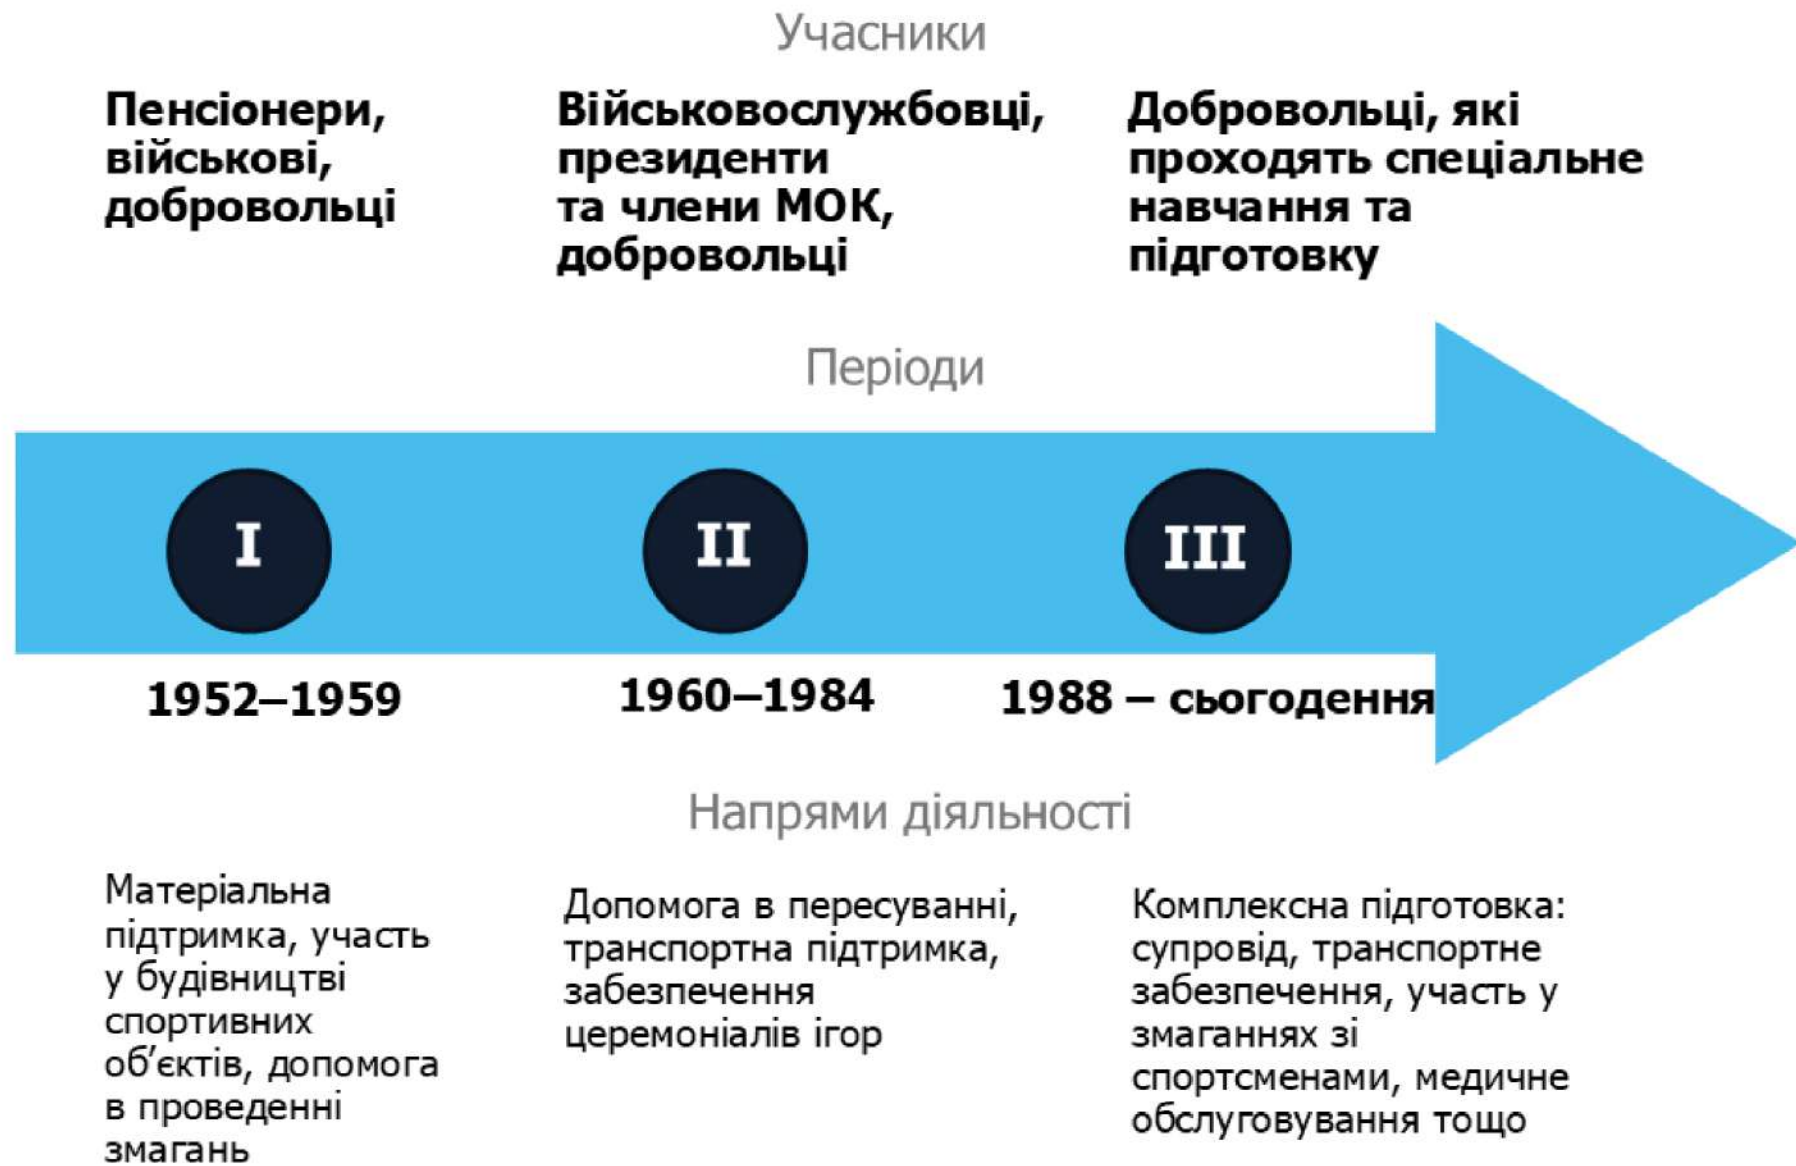 Учасники
Пенсіонери,
військові,
добровольці
Військовослужбовці,
президенти
та члени МОК,
добровольці
Добровольці, які
проходять спеціальне
навчання та
підготовку
Періоди
I
II
III
1952–1959
1960–1984
1988 – сьогодення
Напрями діяльності
Матеріальна
підтримка, участь
у будівництві
спортивних
об’єктів, допомога
в проведенні
змагань
Допомога в пересуванні,
транспортна підтримка,
забезпечення
церемоніалів ігор
Комплексна підготовка:
супровід, транспортне
забезпечення, участь у
змаганнях зі
спортсменами, медичне
обслуговування тощо